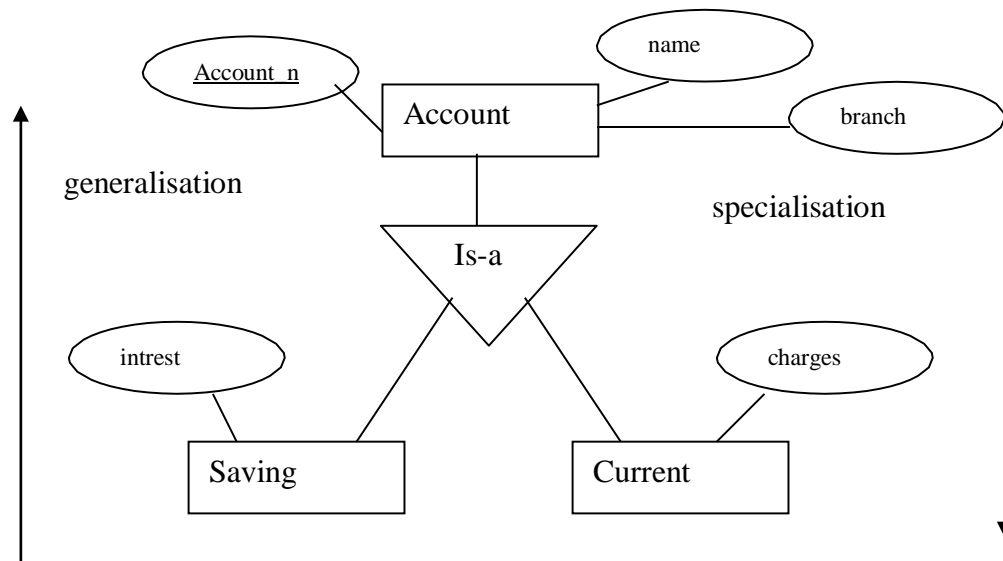 name
Account_n
Account
branch
generalisation
specialisation
Is-a
intrest
charges
Saving
Current